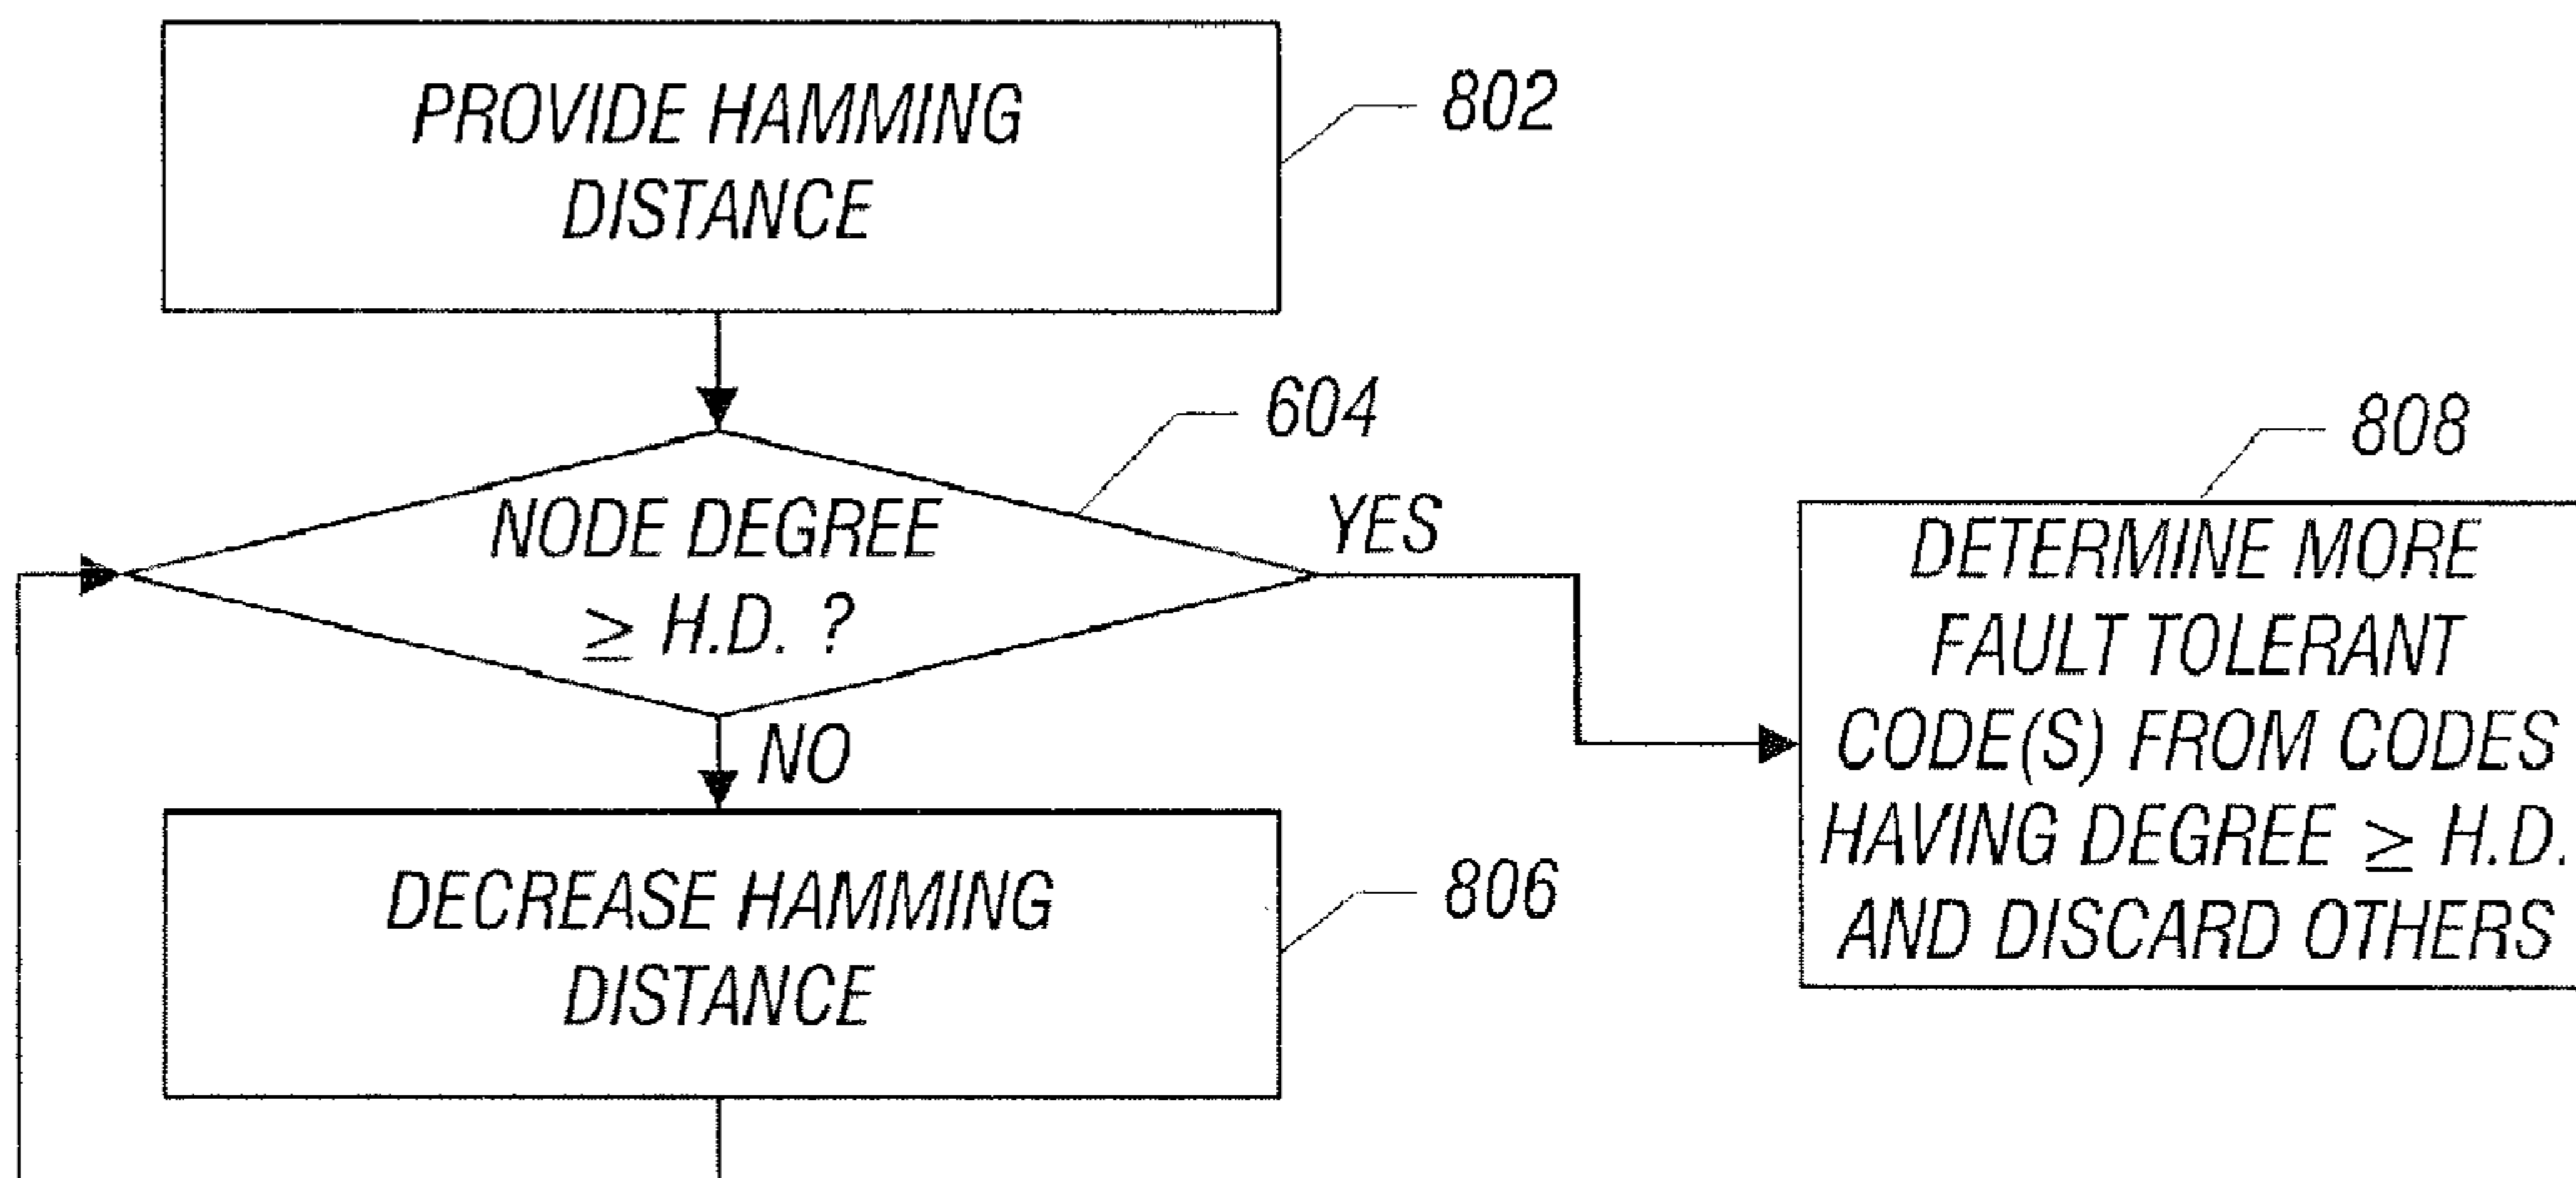 PROVIDE HAMMING
DISTANCE
802
604
NODE DEGREE
≥ H.D. ?
YES
NO
DECREASE HAMMING
DISTANCE
806
808
DETERMINE MORE
FAULT TOLERANT
CODE(S) FROM CODES
HAVING DEGREE ≥ H.D.
AND DISCARD OTHERS